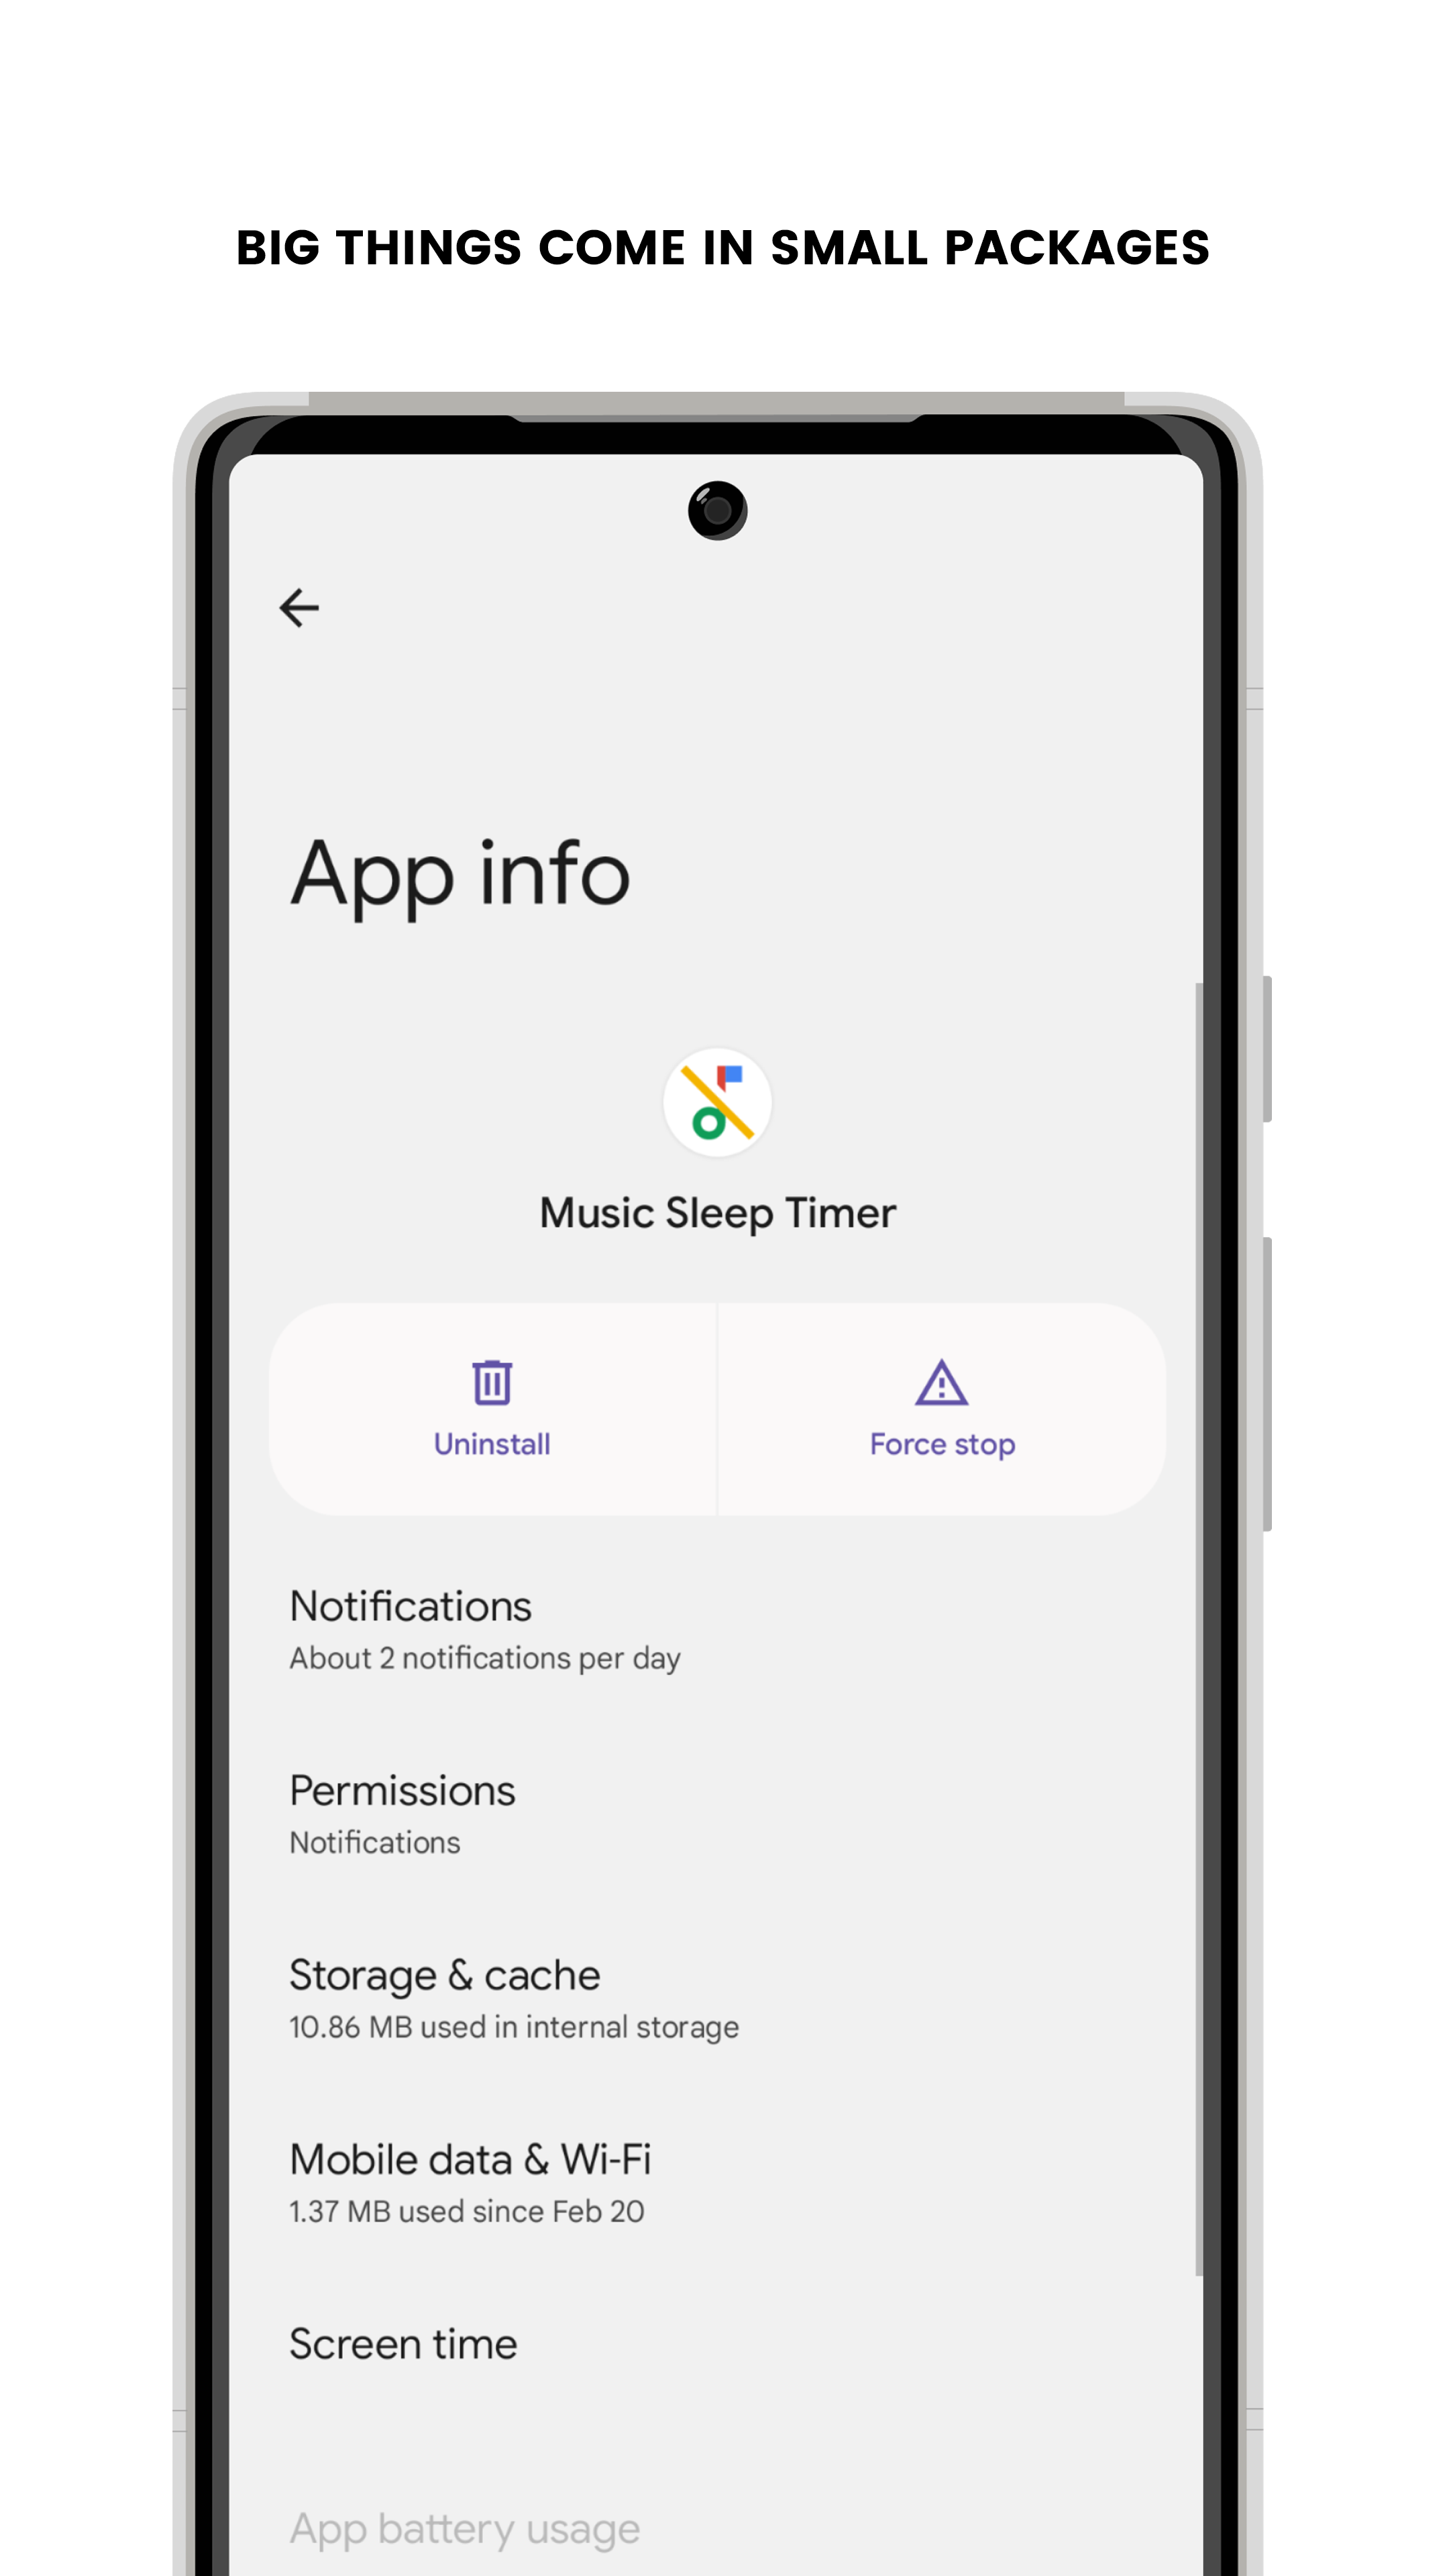 BIG THINGS COME IN SMALL PACKAGES
App info
Music Sleep Timer
Uninstall
Force stop
Notifications
About 2 notifications per day
Permissions
Notifications
Storage & cache
10.86 MB used in internal storage
Mobile data & Wi-Fi
1.37 MB used since Feb 20
Screen time
App battery usage